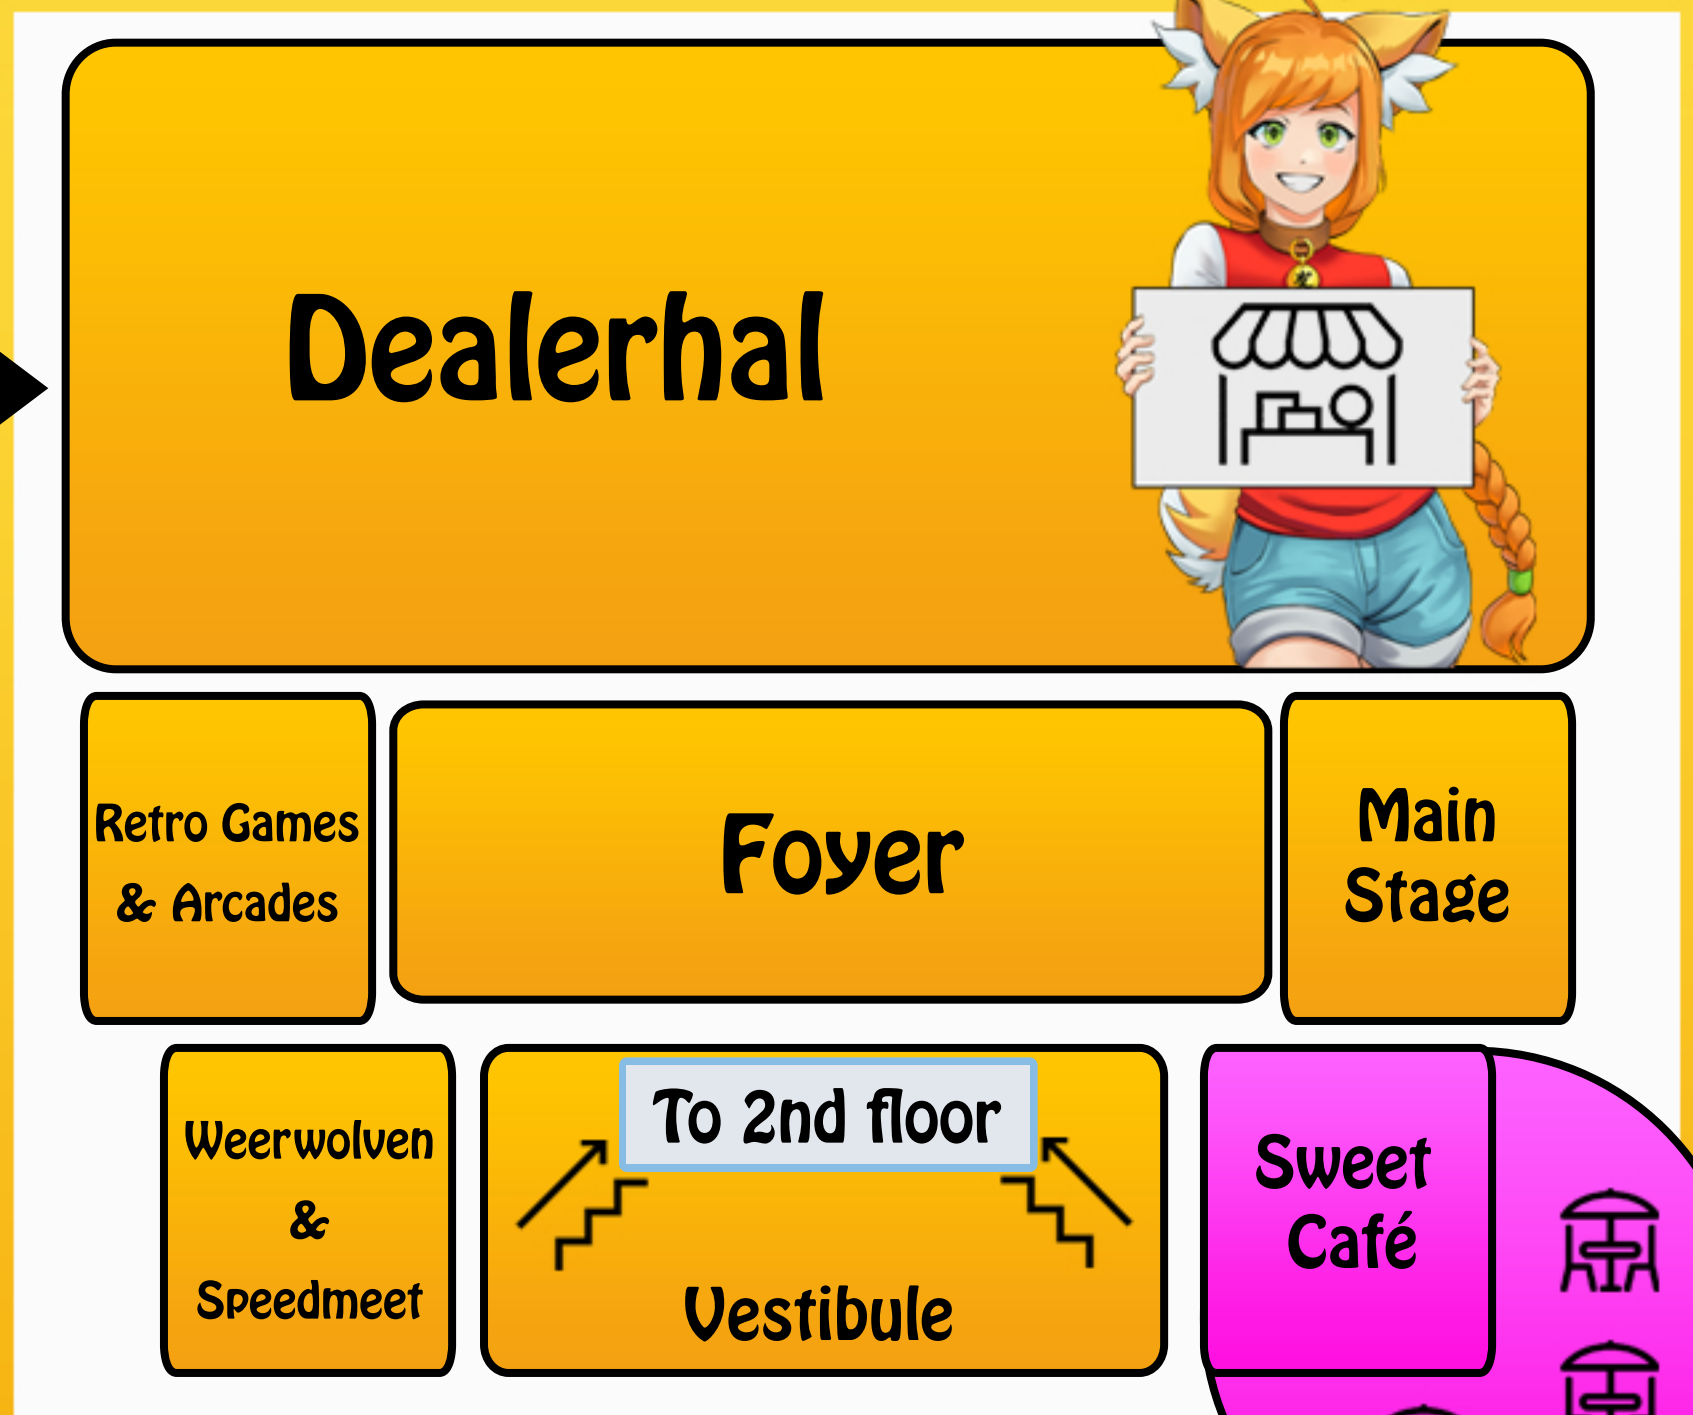 Dealerhal
Retro Games
& Arcades
Foyer
Main
Stage
Weerwolven
&
Speedmeet
To 2nd floor
Vestibule
Sweet
Café